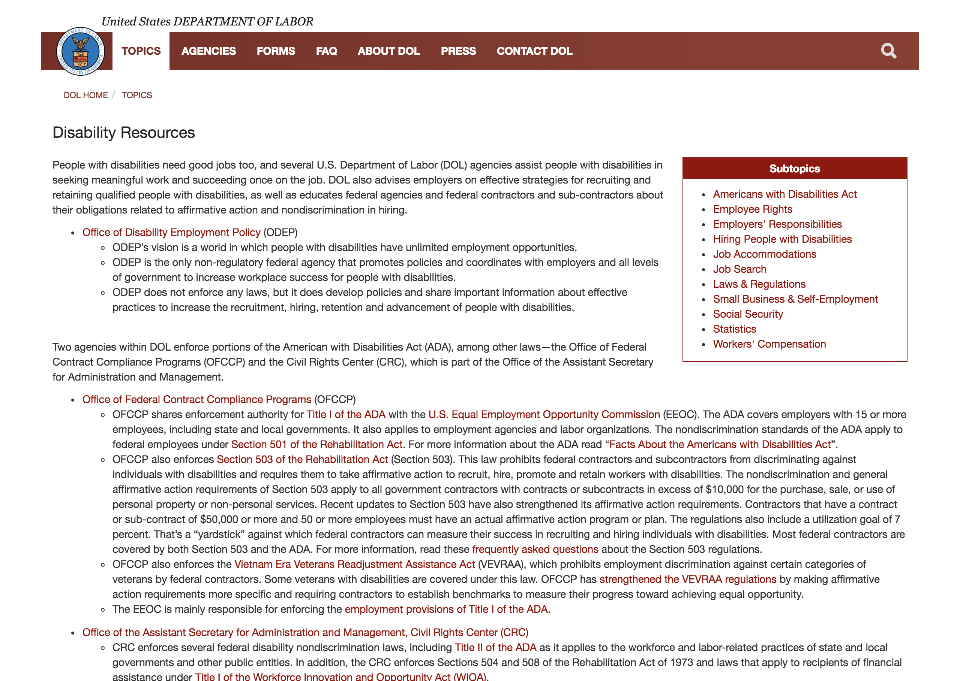 United States DEPARTMENT OF LABOR
TOPICS AGENCIES FORMS FAQ ABOUT DOL PRESS CONTACT DOL
DOL HOME / TOPICS
Disability Resources
People with disabilities need good jobs too, and several U.S. Department of Labor (DOL) agencies assist people with disabilities in
seeking meaningful work and succeeding once on the job. DOL also advises employers on effective strategies for recruiting and
retaining qualified people with disabilities, as well as educates federal agencies and federal contractors and sub-contractors about
their obligations related to affirmative action and nondiscrimination in hiring.
Office of Disability Employment Policy (ODEP)
ODEP's vision is a world in which people with disabilities have unlimited employment opportunities.
ODEP is the only non-regulatory federal agency that promotes policies and coordinates with employers and all levels
of government to increase workplace success for people with disabilities.
ODEP does not enforce any laws, but it does develop policies and share important information about effective
practices to increase the recruitment, hiring, retention and advancement of people with disabilities.
Subtopics
Americans with Disabilities Act
Employee Rights
Employers' Responsibilities
Hiring People with Disabilities
Job Accommodations
Job Search
Laws & Regulations
Small Business & Self-Employment
Social Security
Statistics
Workers' Compensation
Two agencies within DOL enforce portions of the American with Disabilities Act (ADA), among other laws—the Office of Federal
Contract Compliance Programs (OFCCP) and the Civil Rights Center (CRC), which is part of the Office of the Assistant Secretary
for Administration and Management.
Office of Federal Contract Compliance Programs (OFCCP)
OFCCP shares enforcement authority for Title I of the ADA with the U.S. Equal Employment Opportunity Commission (EEOC). The ADA covers employers with 15 or more
employees, including state and local governments. It also applies to employment agencies and labor organizations. The nondiscrimination standards of the ADA apply to
federal employees under Section 501 of the Rehabilitation Act. For more information about the ADA read “Facts About the Americans with Disabilities Act”.
OFCCP also enforces Section 503 of the Rehabilitation Act (Section 503). This law prohibits federal contractors and subcontractors from discriminating against
individuals with disabilities and requires them to take affirmative action to recruit, hire, promote and retain workers with disabilities. The nondiscrimination and general
affirmative action requirements of Section 503 apply to all government contractors with contracts or subcontracts in excess of $10,000 for the purchase, sale, or use of
personal property or non-personal services. Recent updates to Section 503 have also strengthened its affirmative action requirements. Contractors that have a contract
or sub-contract of $50,000 or more and 50 or more employees must have an actual affirmative action program or plan. The regulations also include a utilization goal of 7
percent. That's a “yardstick” against which federal contractors can measure their success in recruiting and hiring individuals with disabilities. Most federal contractors are
covered by both Section 503 and the ADA. For more information, read these frequently asked questions about the Section 503 regulations.
OFCCP also enforces the Vietnam Era Veterans Readjustment Assistance Act (VEVRAA), which prohibits employment discrimination against certain categories of
veterans by federal contractors. Some veterans with disabilities are covered under this law. OFCCP has strengthened the VEVRAA regulations by making affirmative
action requirements more specific and requiring contractors to establish benchmarks to measure their progress toward achieving equal opportunity.
The EEOC is mainly responsible for enforcing the employment provisions of Title I of the ADA.
Office of the Assistant Secretary for Administration and Management, Civil Rights Center (CRC)
CRC enforces several federal disability nondiscrimination laws, including Title II of the ADA as it applies to the workforce and labor-related practices of state and local
governments and other public entities. In addition, the CRC enforces Sections 504 and 508 of the Rehabilitation Act of 1973 and laws that apply to recipients of financial
assistance under Title I of the Workforce Innovation and Opportunity Act (WIOA).